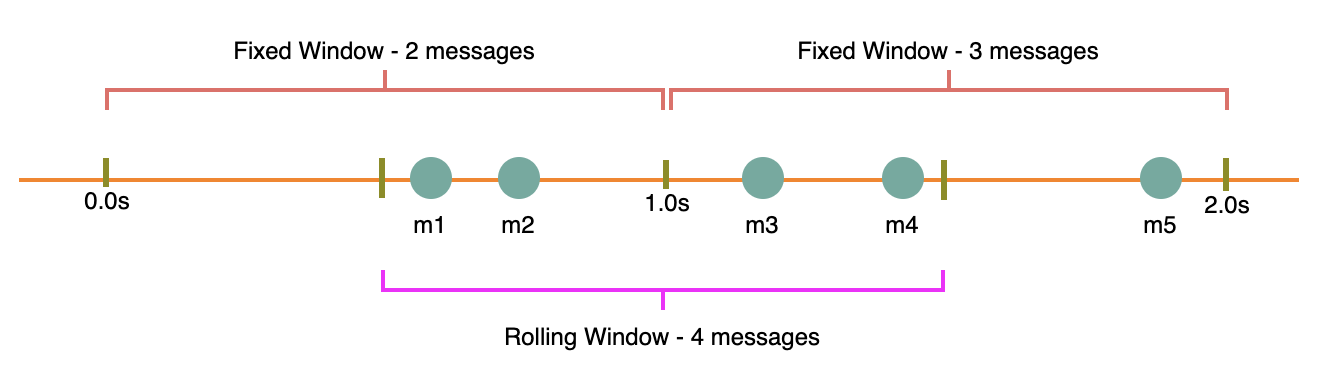 Fixed Window - 2 messages
Fixed Window - 3 messages
0.0s
1.0s
2.0s
m1
m2
m3
m4
m5
Rolling Window - 4 messages